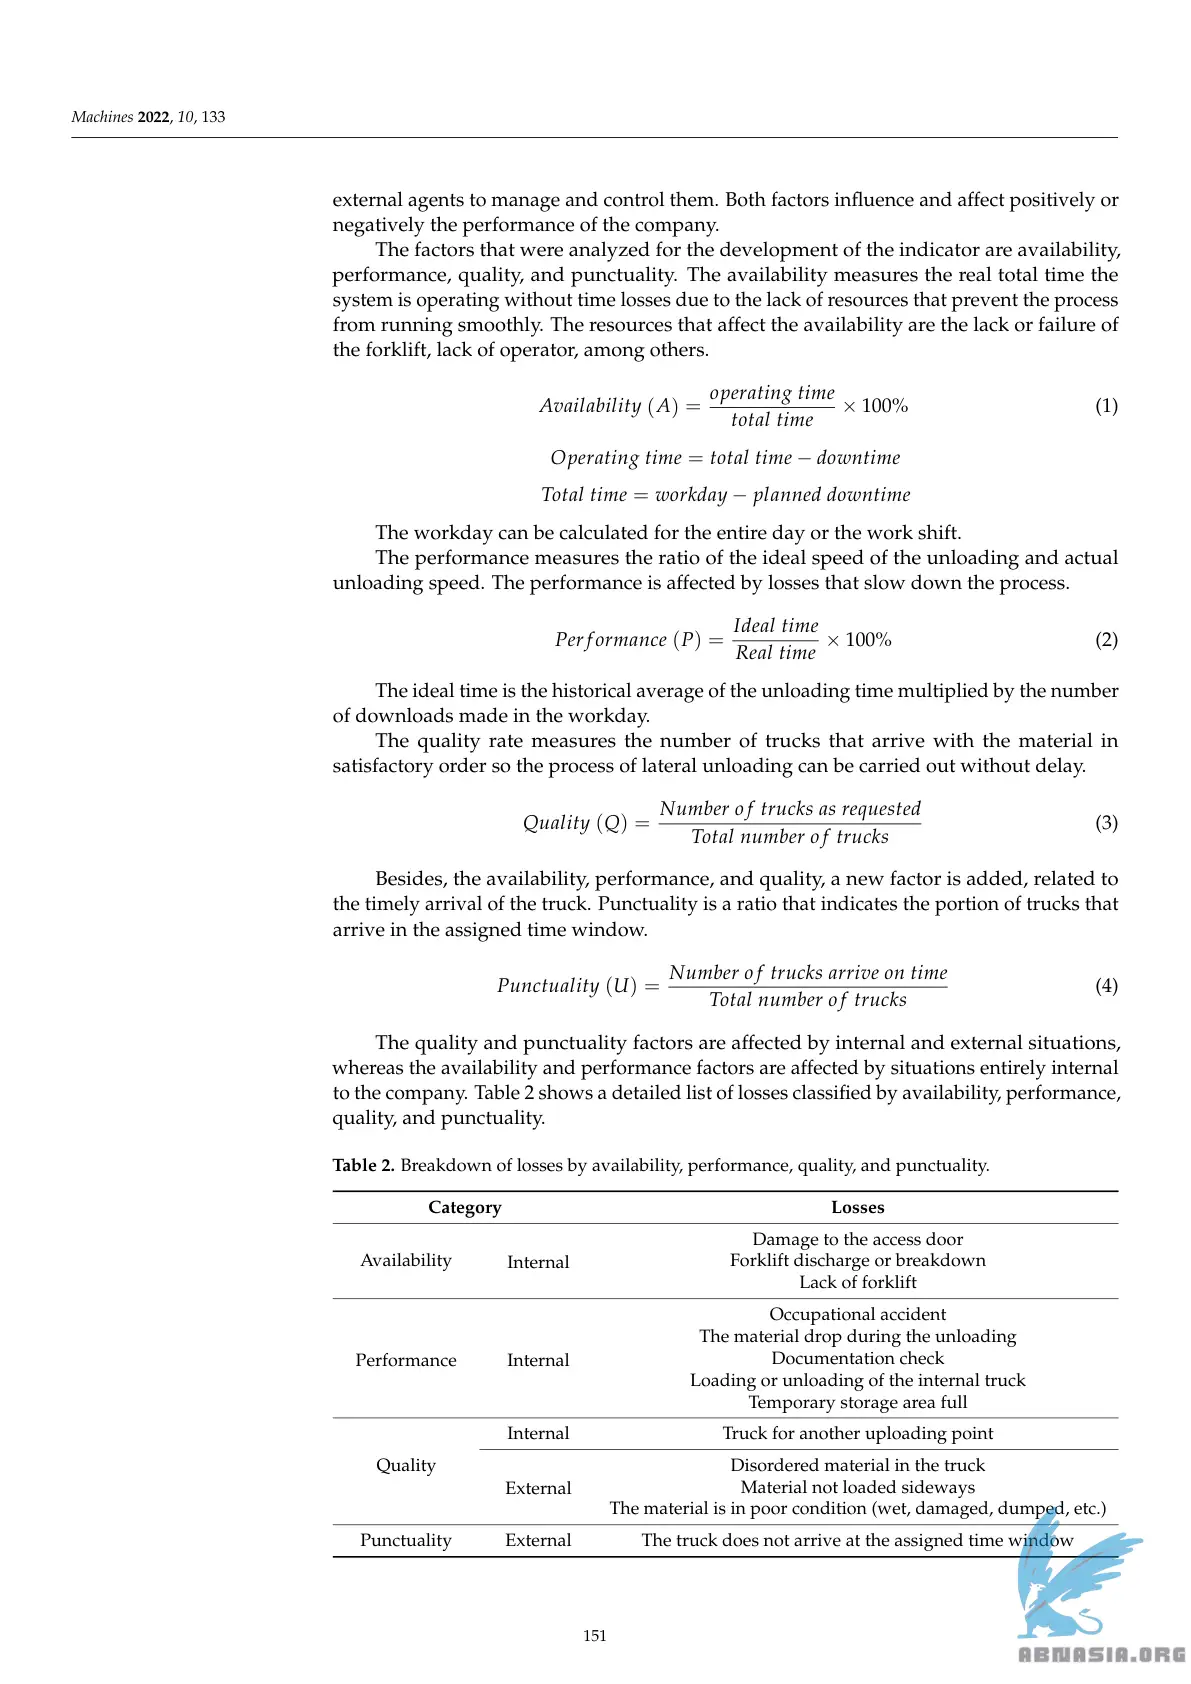 Machines 2022, 10, 133
external agents to manage and control them. Both factors influence and affect positively or
negatively the performance of the company.
The factors that were analyzed for the development of the indicator are availability,
performance, quality, and punctuality. The availability measures the real total time the
system is operating without time losses due to the lack of resources that prevent the process
from running smoothly. The resources that affect the availability are the lack or failure of
the forklift, lack of operator, among others.
Availability (A) = operating time / total time × 100% (1)
Operating time = total time − downtime
Total time = workday − planned downtime
The workday can be calculated for the entire day or the work shift.
The performance measures the ratio of the ideal speed of the unloading and actual
unloading speed. The performance is affected by losses that slow down the process.
Performance (P) = Ideal time / Real time × 100% (2)
The ideal time is the historical average of the unloading time multiplied by the number
of downloads made in the workday.
The quality rate measures the number of trucks that arrive with the material in
satisfactory order so the process of lateral unloading can be carried out without delay.
Quality (Q) = Number of trucks as requested / Total number of trucks (3)
Besides, the availability, performance, and quality, a new factor is added, related to
the timely arrival of the truck. Punctuality is a ratio that indicates the portion of trucks that
arrive in the assigned time window.
Punctuality (U) = Number of trucks arrive on time / Total number of trucks (4)
The quality and punctuality factors are affected by internal and external situations,
whereas the availability and performance factors are affected by situations entirely internal
to the company. Table 2 shows a detailed list of losses classified by availability, performance,
quality, and punctuality.
Table 2. Breakdown of losses by availability, performance, quality, and punctuality.
Category Losses
Damage to the access door
Availability Internal Forklift discharge or breakdown
Lack of forklift
Occupational accident
The material drop during the unloading
Performance Internal Documentation check
Loading or unloading of the internal truck
Temporary storage area full
Internal Truck for another uploading point
Quality Disordered material in the truck
External Material not loaded sideways
The material is in poor condition (wet, damaged, dumped, etc.)
Punctuality External The truck does not arrive at the assigned time window
151
ABNASIA.ORG